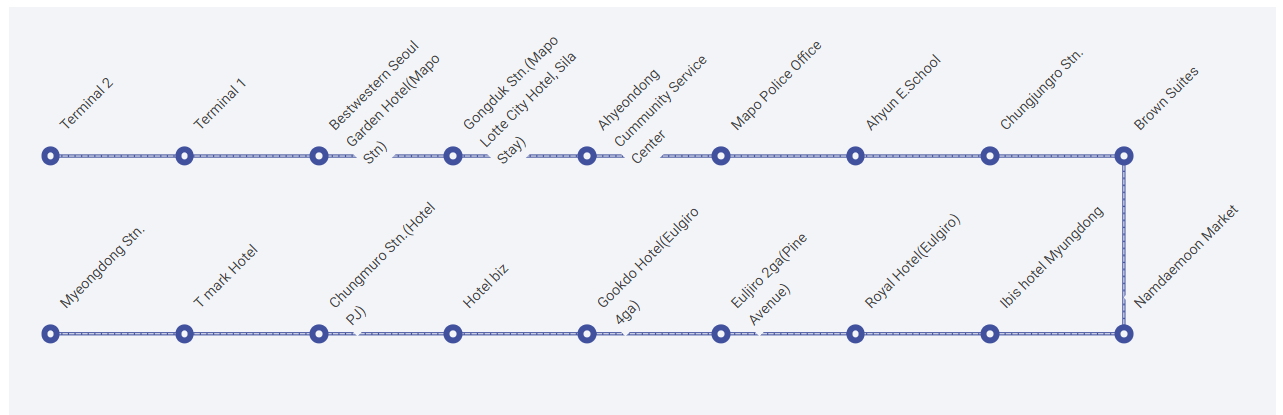 Terminal 2
Terminal 1
Bestwestern Seoul
Garden Hotel(Mapo
Stn)
Gongduk Stn.(Mapo
Lotte City Hotel, Sila
Stay)
Ahyeondong
Cummunity Service
Center
Mapo Police Office
Ahyun E.School
Chungjungro Stn.
Brown Suites
Myeongdong Stn.
T mark Hotel
Chungmuro Stn.(Hotel
PJ)
Hotel biz
Gookdo Hotel(Eulgiro
4ga)
Euljiro 2ga(Pine
Avenue)
Royal Hotel(Eulgiro)
Ibis hotel Myungdong
Namdaemoon Market